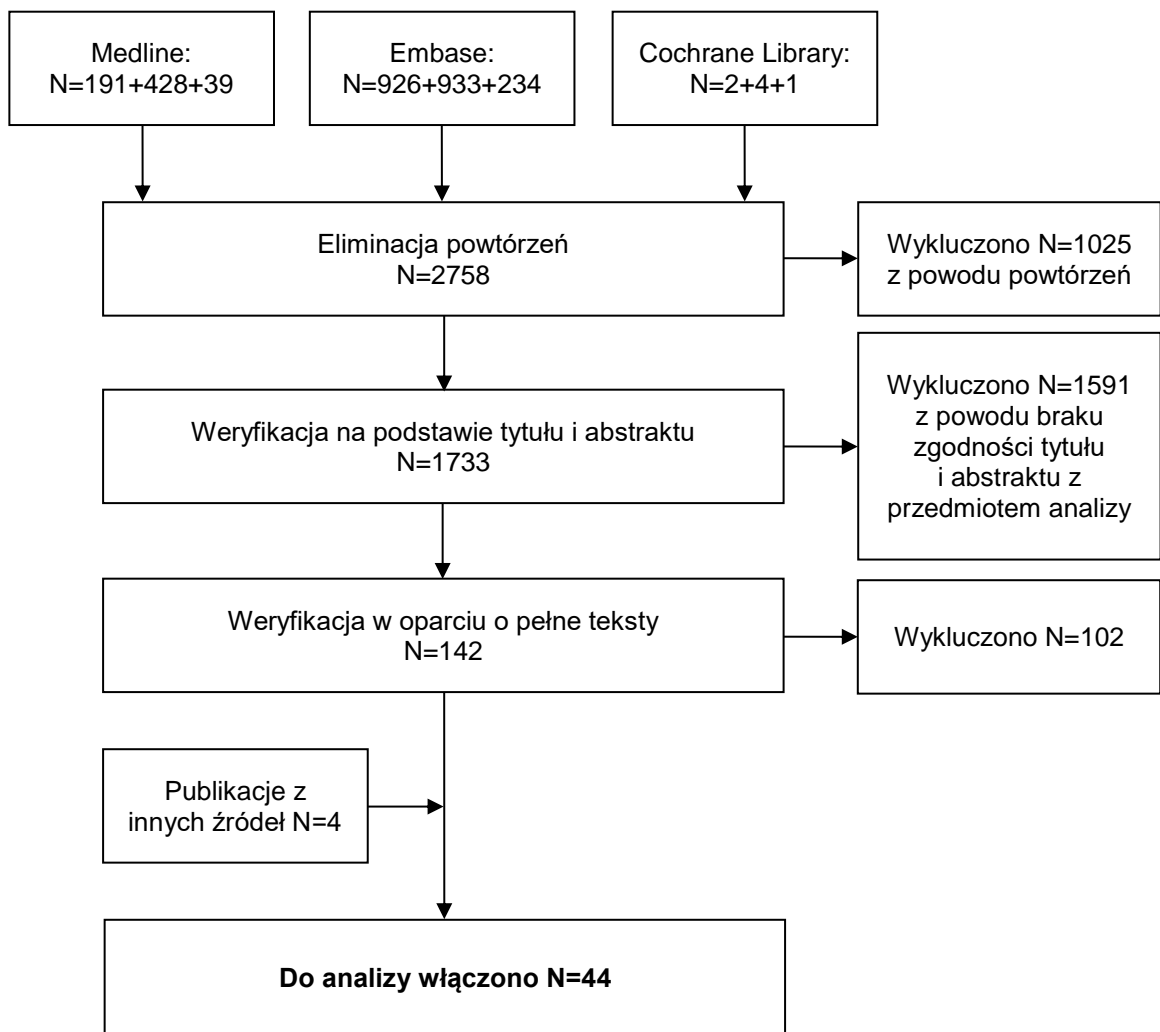 Medline:
N=191+428+39
Embase:
N=926+933+234
Cochrane Library:
N=2+4+1
Eliminacja powtórzeń
N=2758
Wykluczono N=1025
z powodu powtórzeń
Weryfikacja na podstawie tytułu i abstraktu
N=1733
Wykluczono N=1591
z powodu braku
zgodności tytułu
i abstraktu z
przedmiotem analizy
Weryfikacja w oparciu o pełne teksty
N=142
Wykluczono N=102
Publikacje z
innych źródeł N=4
Do analizy włączono N=44